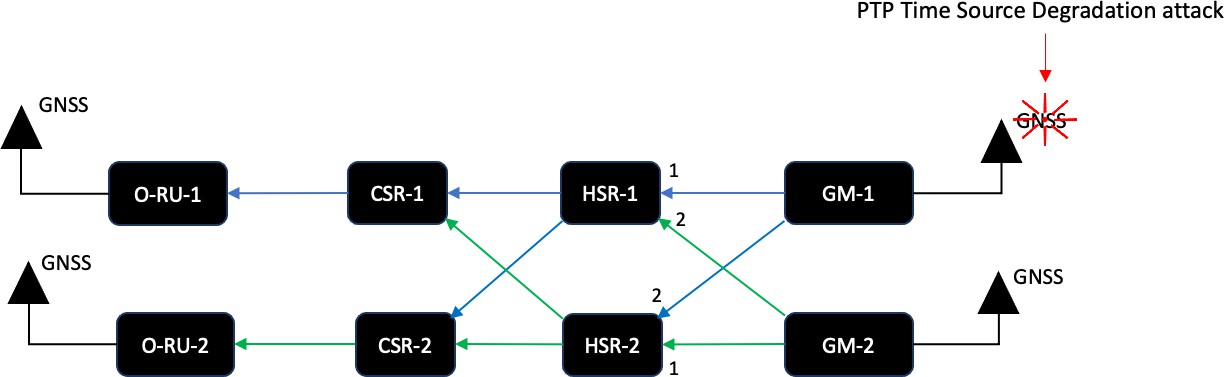 PTP Time Source Degradation attack
GNSS
GNSS
O-RU-1
CSR-1
HSR-1
1
GM-1
2
GNSS
GNSS
2
O-RU-2
CSR-2
HSR-2
1
GM-2